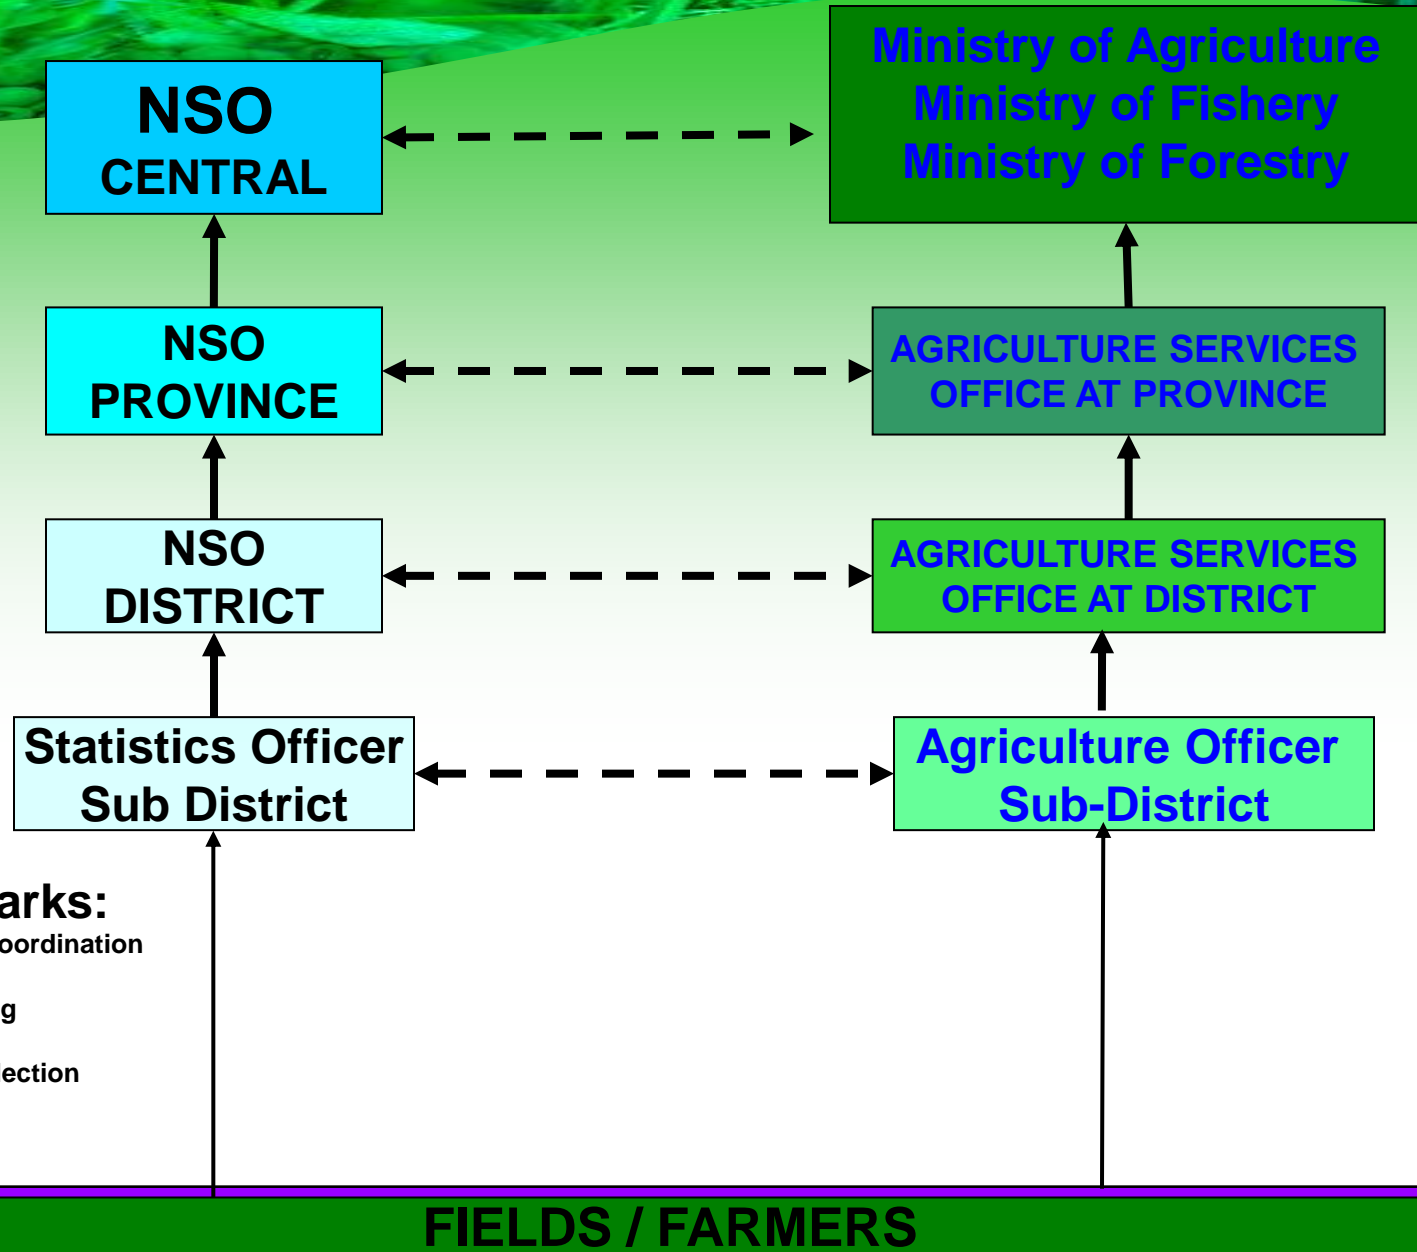 NSO
CENTRAL
Ministry of Agriculture
Ministry of Fishery
Ministry of Forestry
NSO
PROVINCE
AGRICULTURE SERVICES
OFFICE AT PROVINCE
NSO
DISTRICT
AGRICULTURE SERVICES
OFFICE AT DISTRICT
Statistics Officer
Sub District
Agriculture Officer
Sub-District
arks:
oordination
g
lection
FIELDS / FARMERS